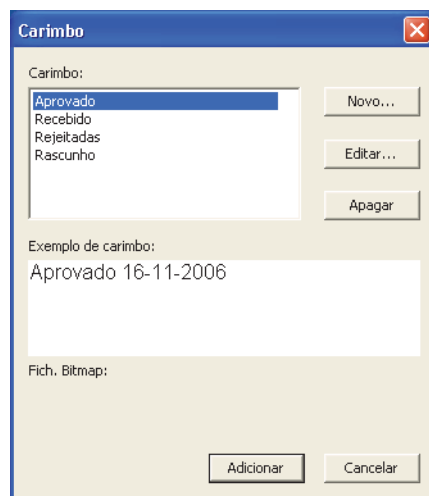 Carimbo
Carimbo:
Aprovado
Recebido
Rejeitadas
Rascunho
Novo...
Editar...
Apagar
Exemplo de carimbo:
Aprovado 16-11-2006
Fich. Bitmap:
Adicionar
Cancelar